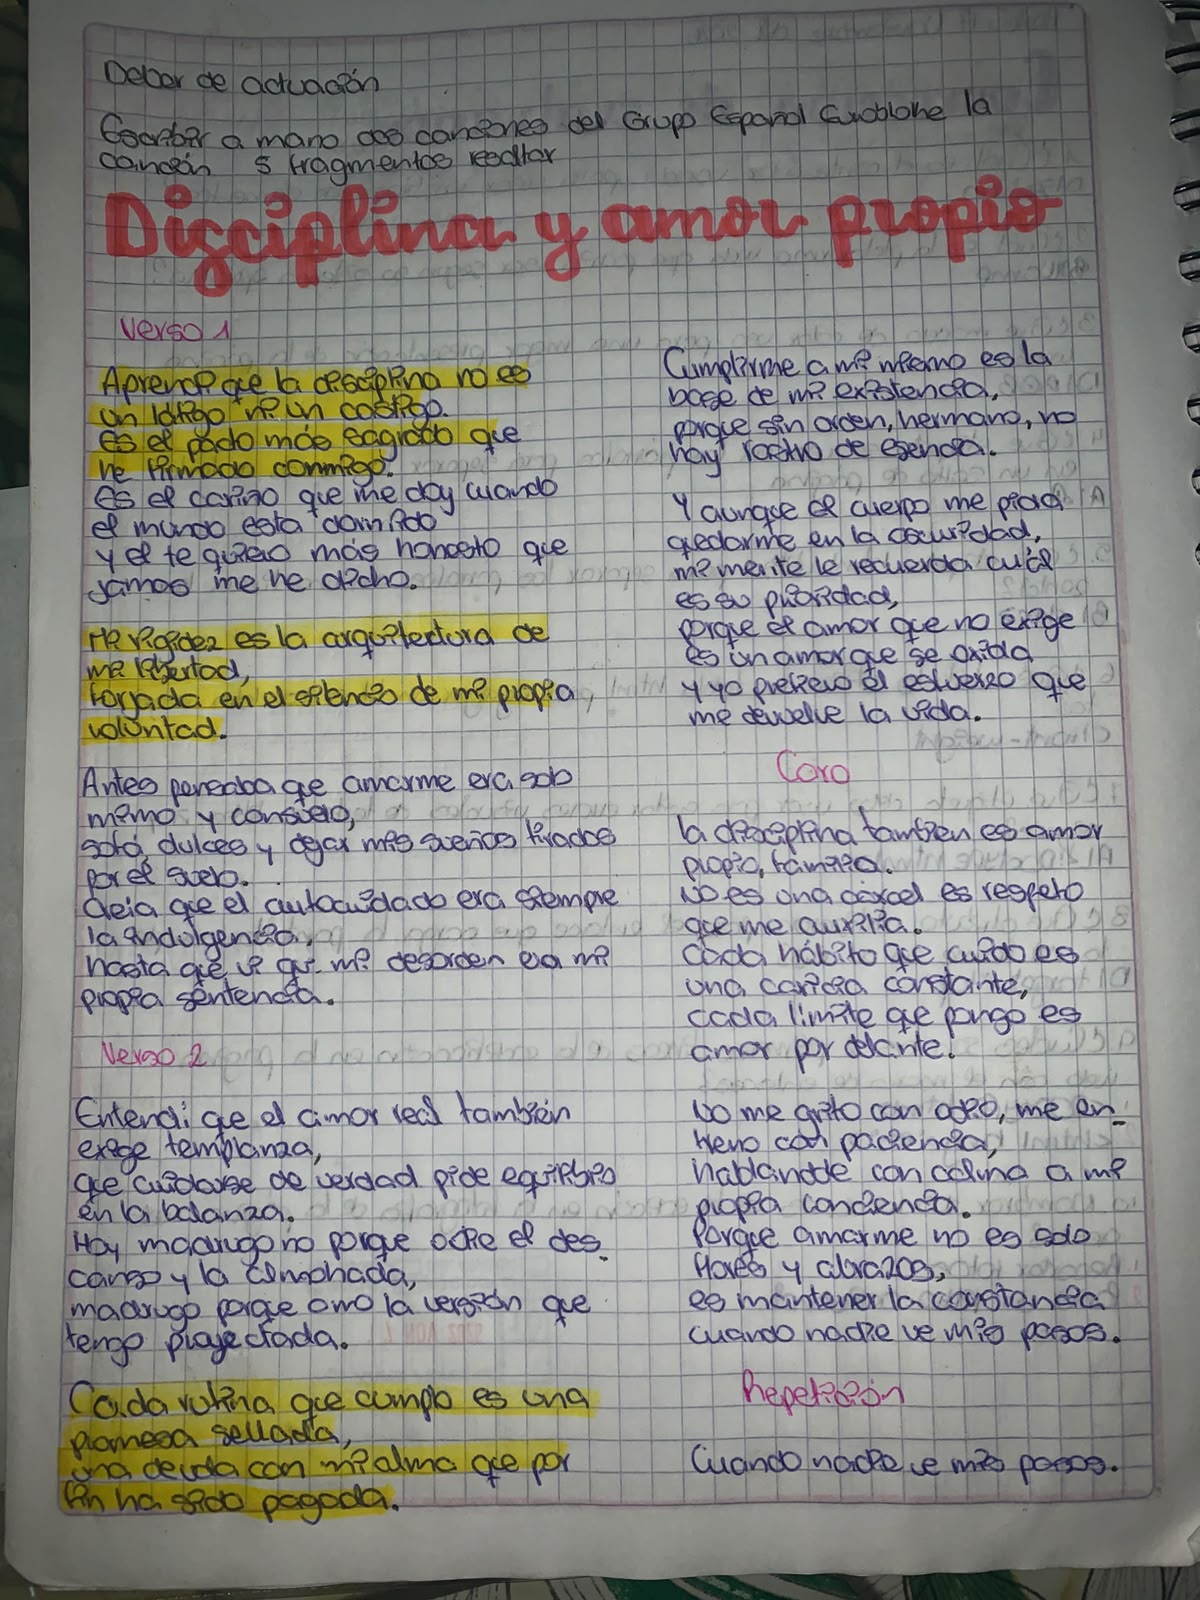 Deber de actuación
Escribir a mano dos canciones del Grupo Español la
canción 5 fragmentos resaltar
Disciplina y amor propio
Verso 1
Aprendi que la disciplina no es
un látigo ni un castigo.
es el pacto más sagrado que
he firmado conmigo.
es el cariño que me doy cuando
el mundo esta dormido
y el te quiero más honesto que
jamas me he dicho.
Mi rigidez es la arquitectura de
mi libertad,
forjada en el silencio de mi propia
voluntad.
Antes pensaba que amarme era solo
mimo y consuelo,
sofá, dulces y dejar mis sueños tirados
por el suelo.
Creia que el autocuidado era siempre
la indulgencia,
hasta que vi que mi desorden era mi
propia sentencia.
Verso 2
Entendi que el amor real también
exige templanza,
que cuidarse de verdad pide equilibrio
en la balanza.
Hoy madrugo no porque odie el des_
canso y la almohada,
madrugo porque amo la versión que
tengo proyectada.
Cada rutina que cumplo es una
promesa sellada,
una deuda con mi alma que por
fin ha sido pagada.
Cumplirme a mi mismo es la
base de mi existencia,
porque sin orden, hermano, no
hay rastro de esencia.
Y aunque el cuerpo me pida
quedarme en la oscuridad,
mi mente le recuerda cuál
es su prioridad,
porque el amor que no exige
es un amor que se oxida
y yo prefiero el esfuerzo que
me devuelve la vida.
Coro
la disciplina tambien es amor
propio, familia.
No es una cárcel es respeto
que me auxilia.
cada hábito que cuido es
una caricia constante,
cada límite que pongo es
amor por delante!
No me grito con odio, me en_
treno con paciencia,
hablandole con calma a mi
propia conciencia.
Porque amarme no es solo
flores y abrazos,
es mantener la constancia
cuando nadie ve mis pasos.
Repetición
Cuando nadie ve mis pasos.